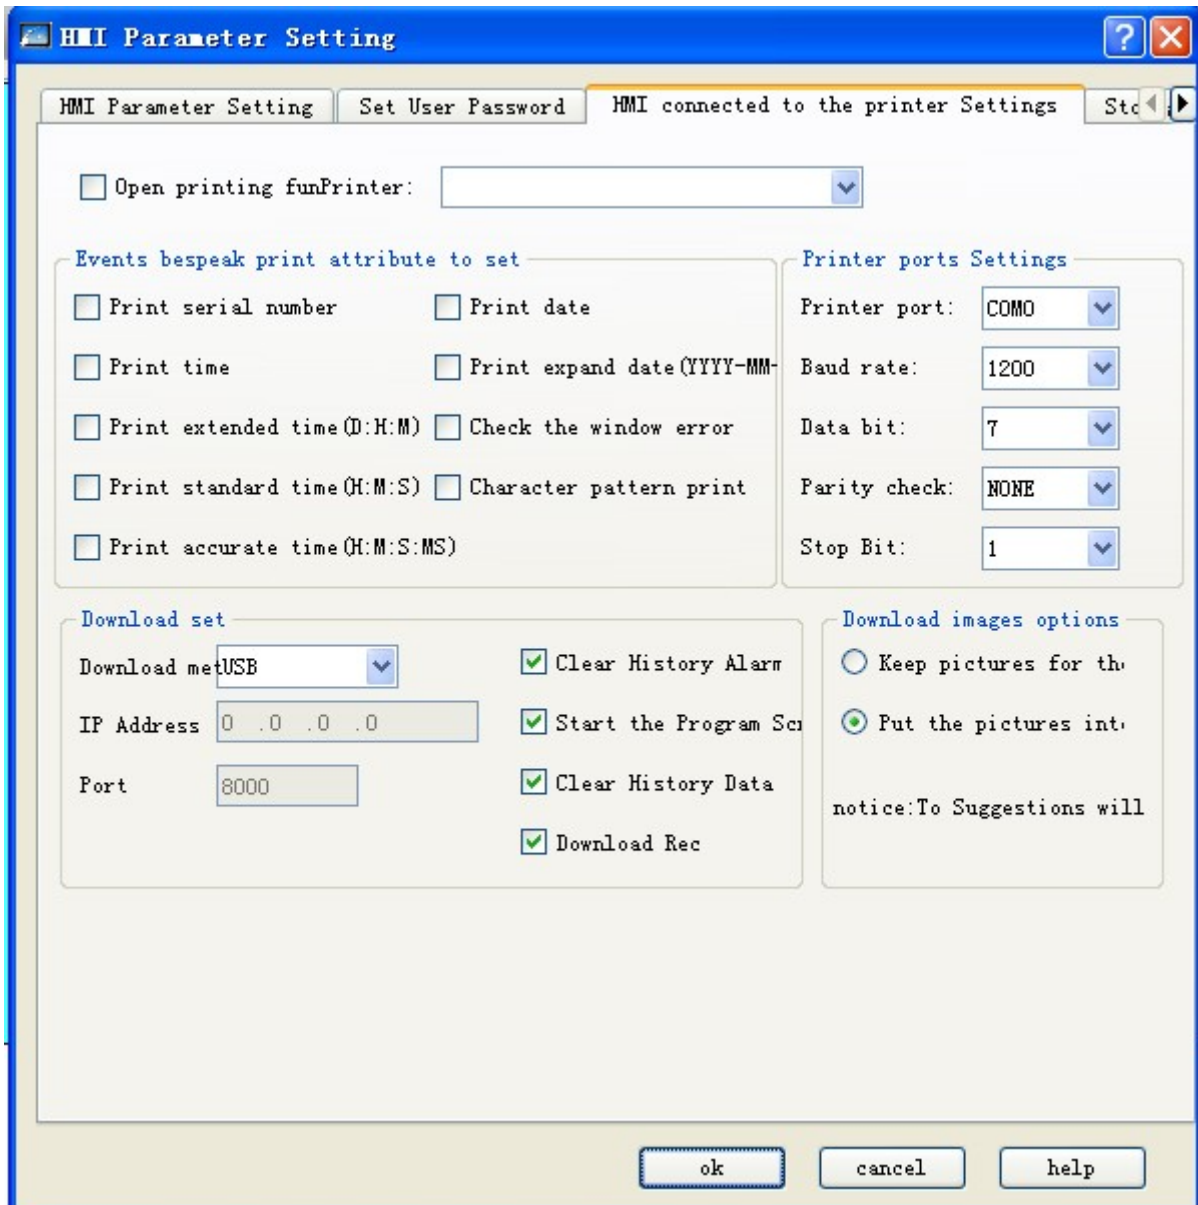 HMI Parameter Setting
HMI Parameter Setting Set User Password HMI connected to the printer Settings Sto
Open printing funPrinter:
Events bespeak print attribute to set
Print serial number Print date
Print time Print expand date(YYYY-MM-
Print extended time(D:H:M) Check the window error
Print standard time(H:M:S) Character pattern print
Print accurate time(H:M:S:MS)
Printer ports Settings
Printer port: COM0
Baud rate: 1200
Data bit: 7
Parity check: NONE
Stop Bit: 1
Download set
Download metUSB
IP Address 0 .0 .0 .0
Port 8000
Clear History Alarm
Start the Program Scr
Clear History Data
Download Rec
Download images options
Keep pictures for the
Put the pictures into
notice:To Suggestions will
ok cancel help